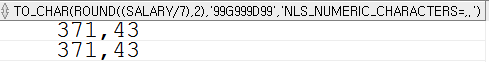 TO_CHAR(ROUND((SALARY/7),2),'99G999D99','NLS_NUMERIC_CHARACTERS=,.')
371,43
371,43